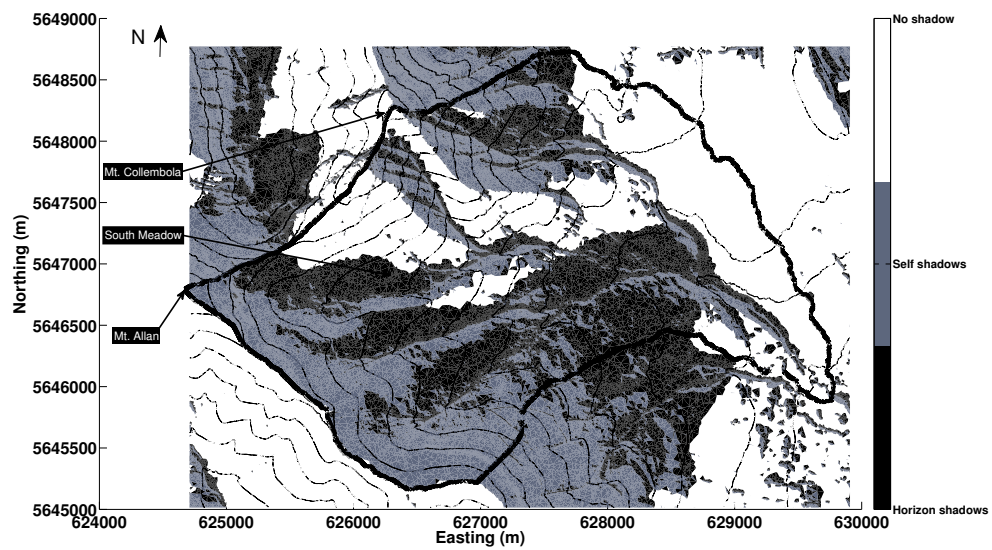 5649000
N
No shadow
5648500
5648000
Mt. Collembola
5647500
South Meadow
5647000
Self shadows
Northing (m)
5646500
Mt. Allan
5646000
5645500
5645000
Horizon shadows
624000
625000
626000
627000
628000
629000
630000
Easting (m)